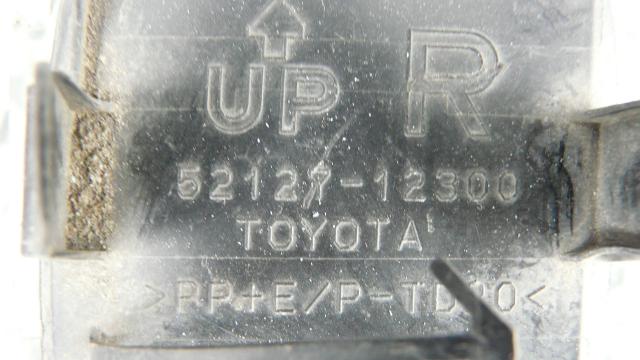 UP R
52127-12300
TOYOTA
>PP+E/P-TD20<